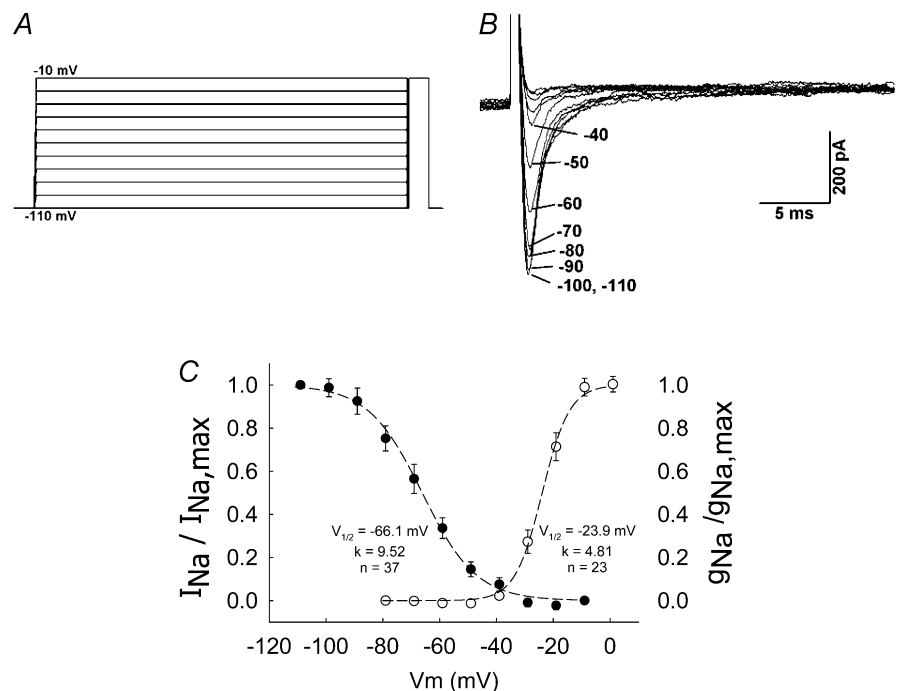 A
-10 mV
-110 mV
B
-40
-50
-60
-70
-80
-90
-100, -110
200 pA
5 ms
C
I Na / I Na,max
1.0
0.8
0.6
0.4
0.2
0.0
V1/2 = -66.1 mV
k = 9.52
n = 37
V1/2 = -23.9 mV
k = 4.81
n = 23
1.0
0.8
0.6
0.4
0.2
0.0
gNa /gNa,max
-120 -100 -80 -60 -40 -20 0
Vm (mV)